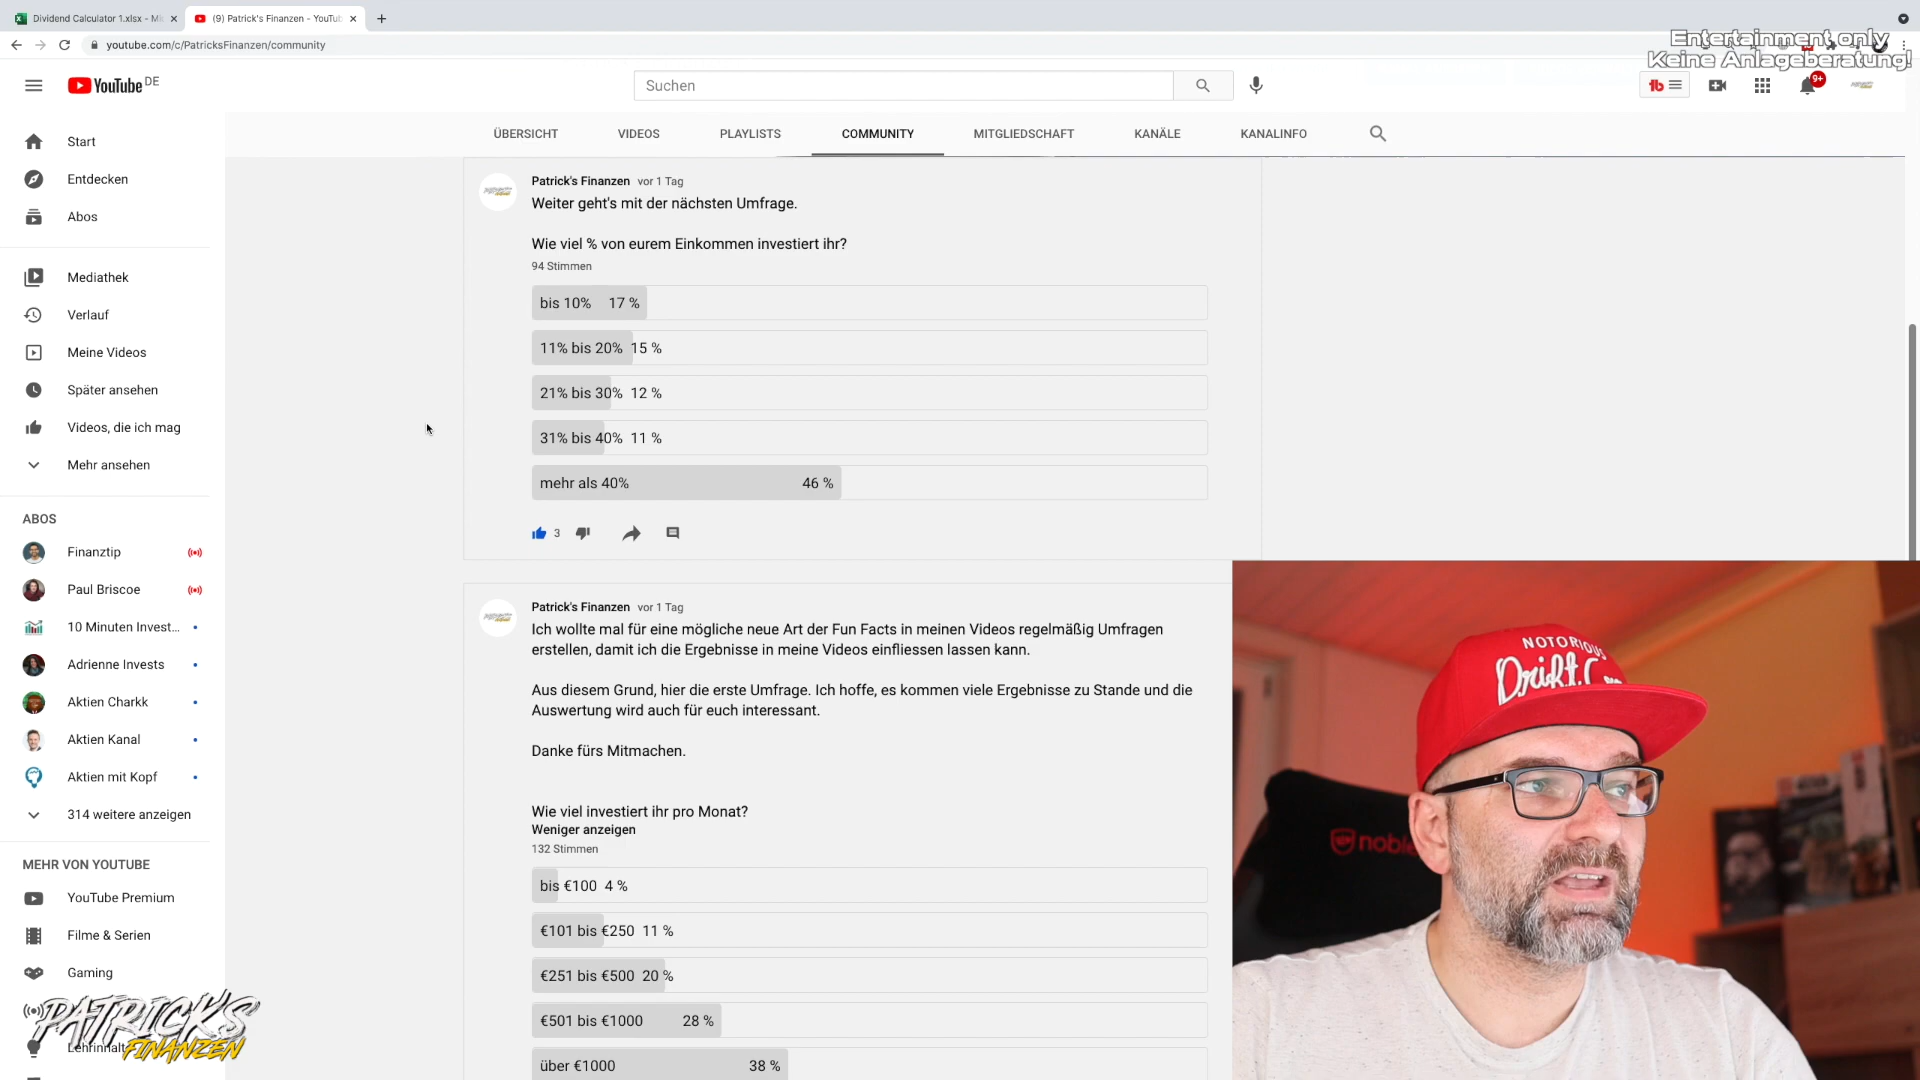 Dividend Calculator 1.xlsx - Mi
(9) Patrick's Finanzen - YouTub
youtube.com/c/PatricksFinanzen/community
Entertainment only
Keine Anlageberatung!
YouTube DE
Suchen
9+
ÜBERSICHT
VIDEOS
PLAYLISTS
COMMUNITY
MITGLIEDSCHAFT
KANÄLE
KANALINFO
Start
Entdecken
Abos
Mediathek
Verlauf
Meine Videos
Später ansehen
Videos, die ich mag
Mehr ansehen
ABOS
Finanztip
Paul Briscoe
10 Minuten Invest...
Adrienne Invests
Aktien Charkk
Aktien Kanal
Aktien mit Kopf
314 weitere anzeigen
MEHR VON YOUTUBE
YouTube Premium
Filme & Serien
Gaming
Lehrinhalt
PATRICKS
FINANZEN
Patrick's Finanzen vor 1 Tag
Weiter geht's mit der nächsten Umfrage.
Wie viel % von eurem Einkommen investiert ihr?
94 Stimmen
bis 10% 17 %
11% bis 20% 15 %
21% bis 30% 12 %
31% bis 40% 11 %
mehr als 40% 46 %
3
Patrick's Finanzen vor 1 Tag
Ich wollte mal für eine mögliche neue Art der Fun Facts in meinen Videos regelmäßig Umfragen
erstellen, damit ich die Ergebnisse in meine Videos einfliessen lassen kann.
Aus diesem Grund, hier die erste Umfrage. Ich hoffe, es kommen viele Ergebnisse zu Stande und die
Auswertung wird auch für euch interessant.
Danke fürs Mitmachen.
Wie viel investiert ihr pro Monat?
Weniger anzeigen
132 Stimmen
bis €100 4 %
€101 bis €250 11 %
€251 bis €500 20 %
€501 bis €1000 28 %
über €1000 38 %
NOTORIOUS
noble